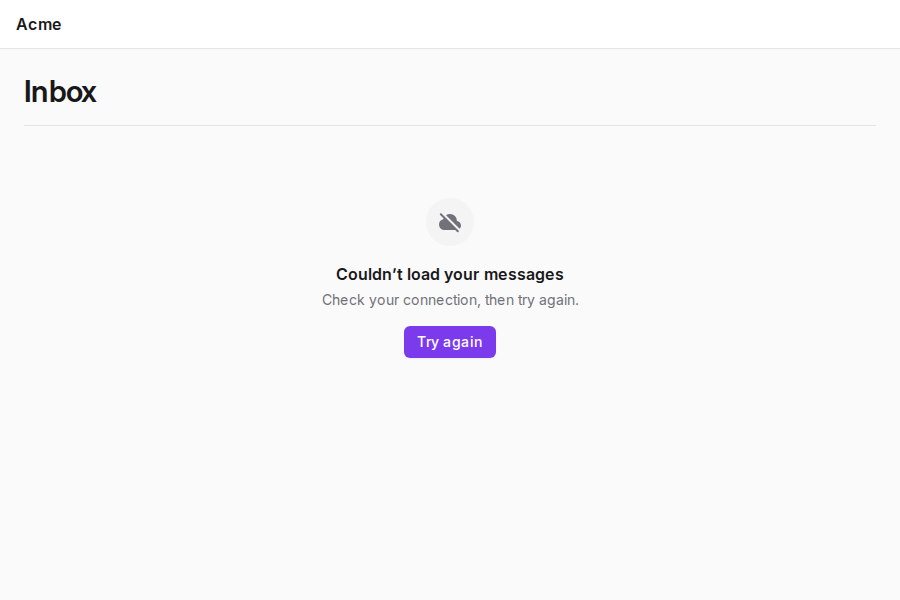 Acme
Inbox
Couldn’t load your messages
Check your connection, then try again.
Try again